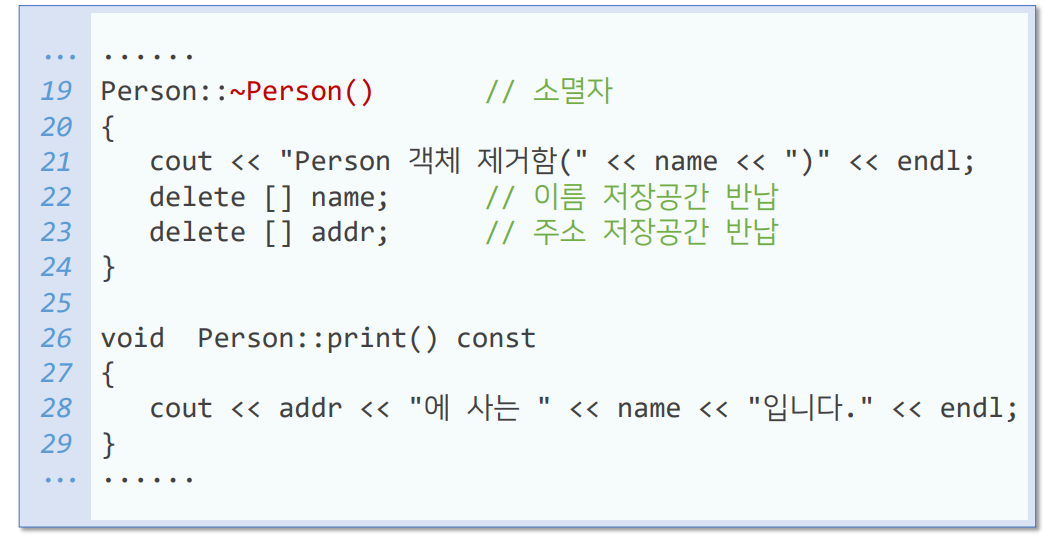 ... ......
19 Person::~Person()       // 소멸자
20 {
21    cout << "Person 객체 제거함(" << name << ")" << endl;
22    delete [] name;      // 이름 저장공간 반납
23    delete [] addr;      // 주소 저장공간 반납
24 }
25
26 void  Person::print() const
27 {
28    cout << addr << "에 사는 " << name << "입니다." << endl;
29 }
... ......